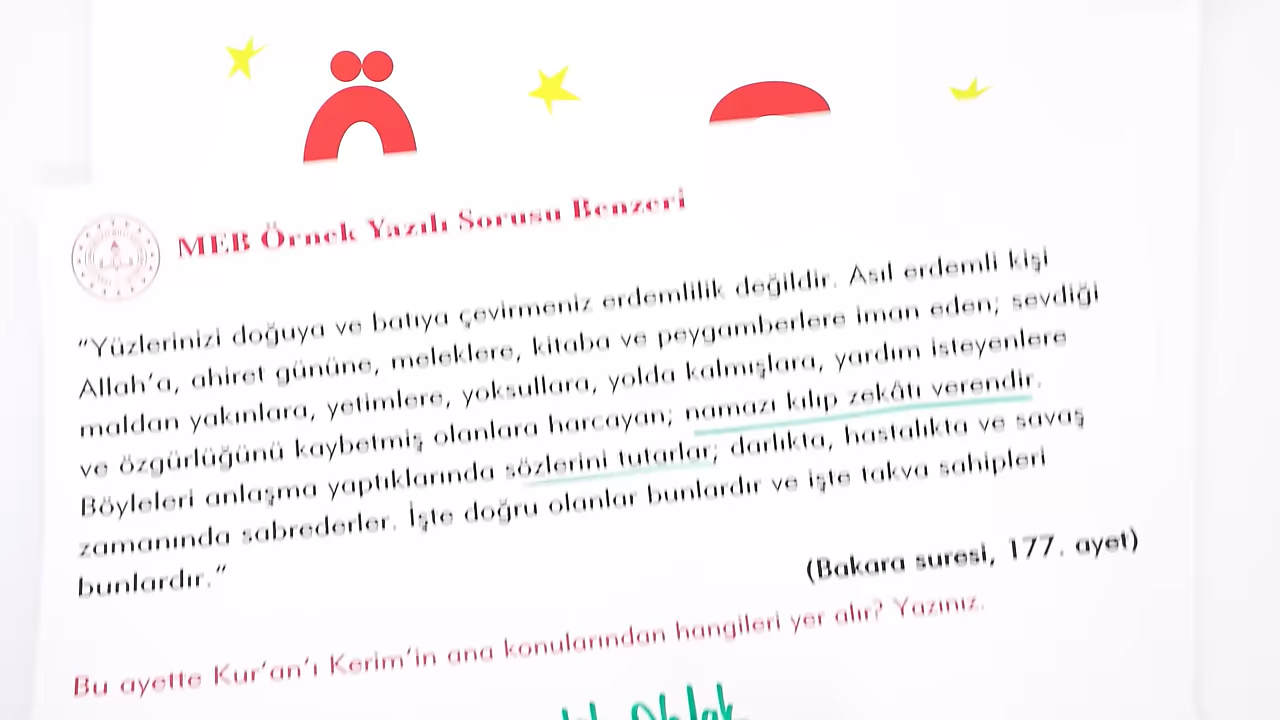 MEB Örnek Yazılı Sorusu Benzeri
"Yüzlerinizi doğuya ve batıya çevirmeniz erdemlilik değildir. Asıl erdemli kişi
Allah'a, ahiret gününe, meleklere, kitaba ve peygamberlere iman eden; sevdiği
maldan yakınlara, yetimlere, yoksullara, yolda kalmışlara, yardım isteyenlere
ve özgürlüğünü kaybetmiş olanlara harcayan; namazı kılıp zekâtı verendir.
Böyleleri anlaşma yaptıklarında sözlerini tutarlar; darlıkta, hastalıkta ve savaş
zamanında sabrederler. İşte doğru olanlar bunlardır ve işte takva sahipleri
bunlardır."
(Bakara suresi, 177. ayet)
Bu ayette Kur'an'ı Kerim'in ana konularından hangileri yer alır? Yazınız.